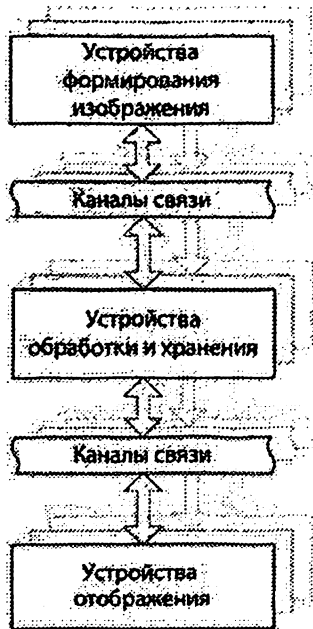 Устройства
формирования
изображения
Каналы связи
Устройства
обработки и хранения
Каналы связи
Устройства
отображения